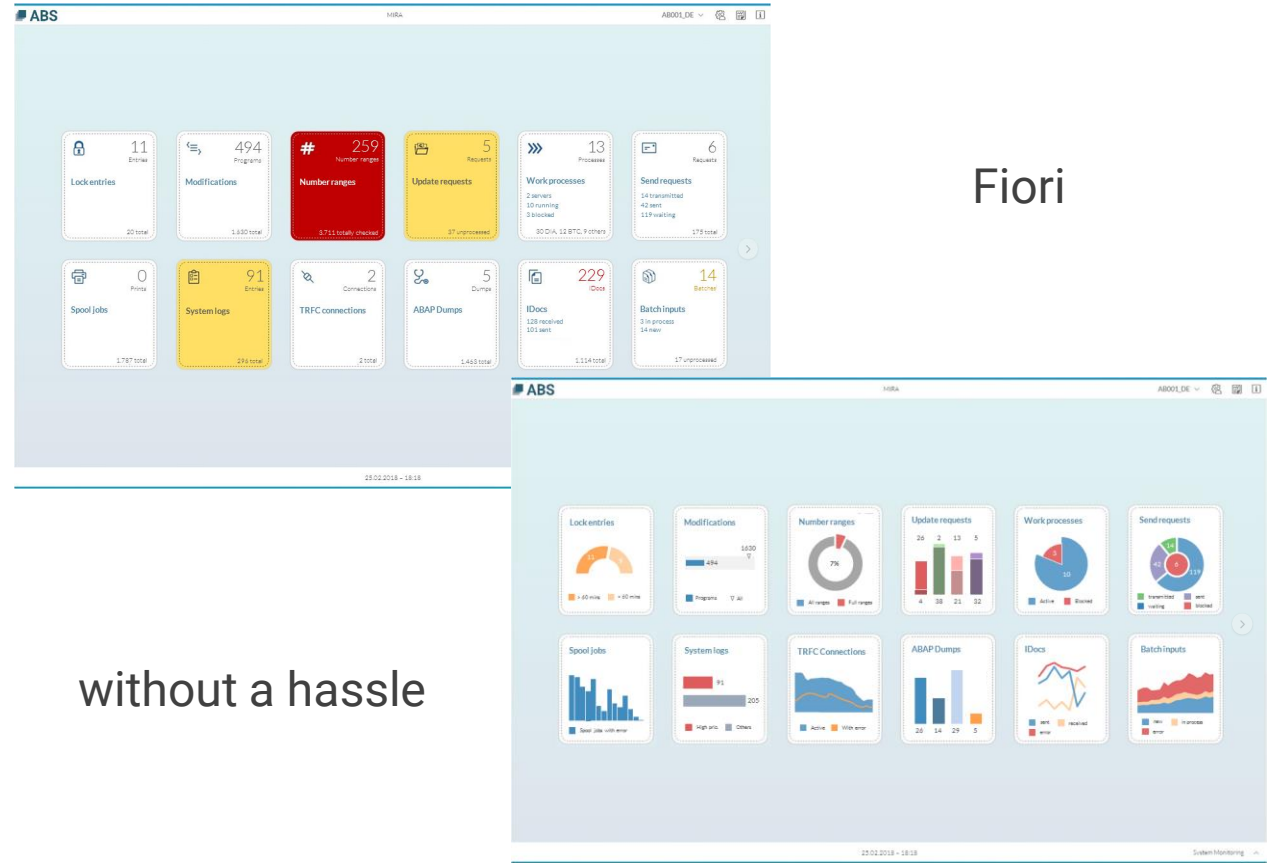 ABS
MIRA
AB001_DE
11
Entries
Lock entries
20 total
494
Programs
Modifications
1.630 total
#
259
Number ranges
Number ranges
3.711 totally checked
5
Requests
Update requests
37 unprocessed
13
Processes
Work processes
2 servers
10 running
3 blocked
30 DIA, 12 BTC, 9 others
6
Requests
Send requests
14 transmitted
42 sent
119 waiting
175 total
0
Prints
Spool jobs
1.787 total
91
Entries
System logs
296 total
2
Connections
TRFC connections
2 total
5
Dumps
ABAP Dumps
1.463 total
229
IDocs
IDocs
128 received
101 sent
1.114 total
14
Batches
Batch inputs
3 in process
14 new
17 unprocessed
25.02.2018 – 18:18
Fiori
without a hassle
ABS
MIRA
AB001_DE
Lock entries
11
Modifications
1630
494
Programs
All
Number ranges
7%
All ranges
Full ranges
Update requests
26 2 13 5
4 38 21 32
Work processes
3
10
Active
Blocked
Send requests
14
42
6
119
transmitted
sent
waiting
blocked
Spool jobs
Spool jobs with error
System logs
91
205
High prio.
Others
TRFC Connections
Active
With error
ABAP Dumps
26 14 29 5
IDocs
sent
received
error
Batch inputs
new
in process
error
25.02.2018 – 18:18
System Monitoring